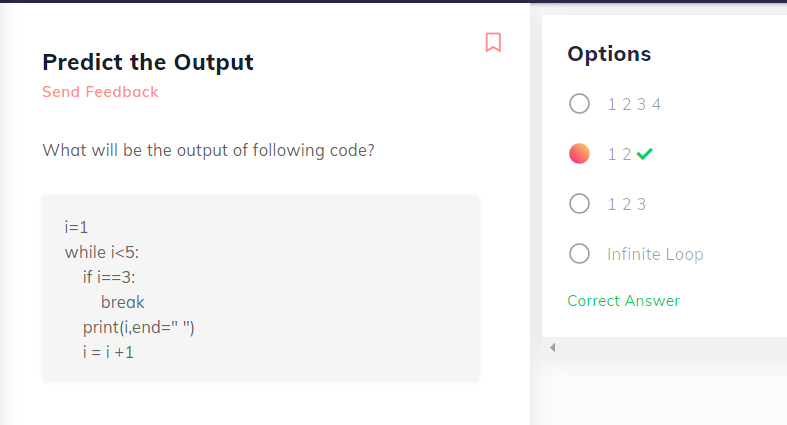 Predict the Output
Send Feedback
What will be the output of following code?
i=1
while i<5:
    if i==3:
        break
    print(i,end=" ")
    i = i +1
Options
1 2 3 4
1 2
1 2 3
Infinite Loop
Correct Answer